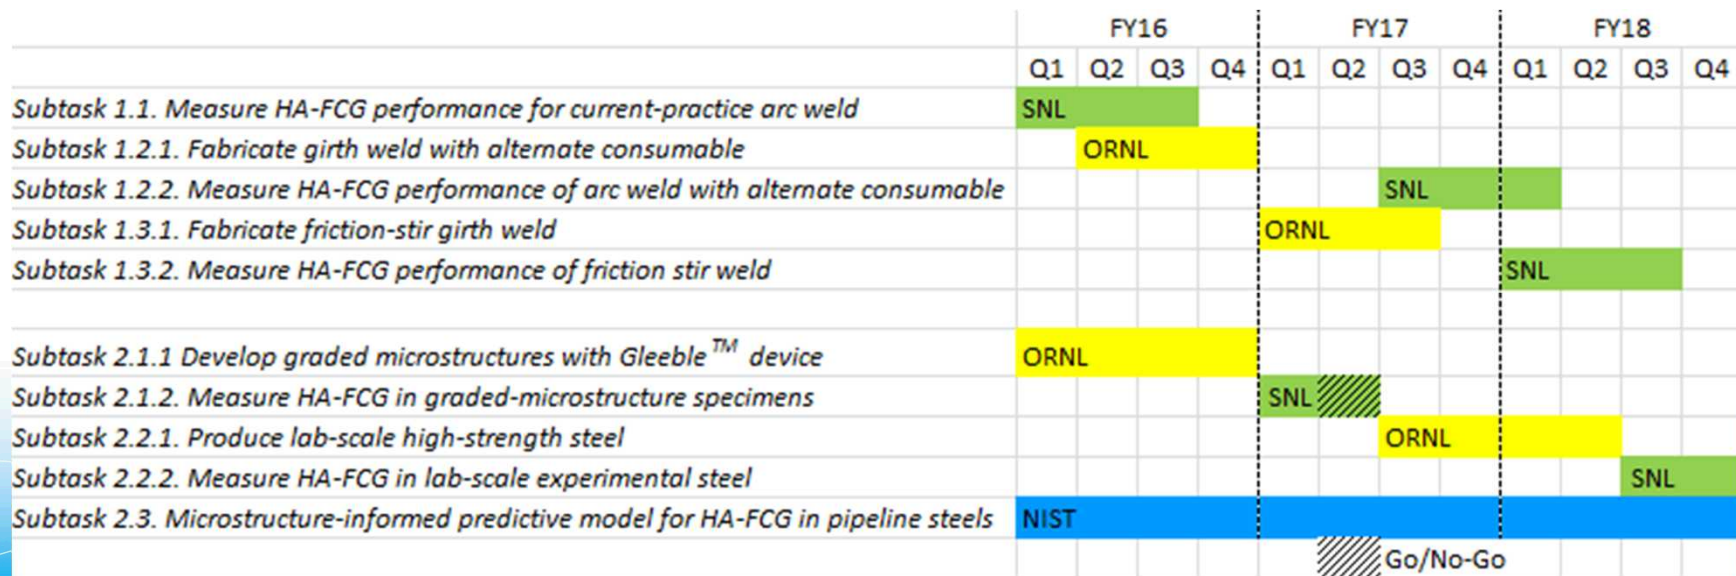 FY16 FY17 FY18
Q1 Q2 Q3 Q4 Q1 Q2 Q3 Q4 Q1 Q2 Q3 Q4
Subtask 1.1. Measure HA-FCG performance for current-practice arc weld SNL
Subtask 1.2.1. Fabricate girth weld with alternate consumable ORNL
Subtask 1.2.2. Measure HA-FCG performance of arc weld with alternate consumable SNL
Subtask 1.3.1. Fabricate friction-stir girth weld ORNL
Subtask 1.3.2. Measure HA-FCG performance of friction stir weld SNL
Subtask 2.1.1 Develop graded microstructures with Gleeble™ device ORNL
Subtask 2.1.2. Measure HA-FCG in graded-microstructure specimens SNL
Subtask 2.2.1. Produce lab-scale high-strength steel ORNL
Subtask 2.2.2. Measure HA-FCG in lab-scale experimental steel SNL
Subtask 2.3. Microstructure-informed predictive model for HA-FCG in pipeline steels NIST
Go/No-Go